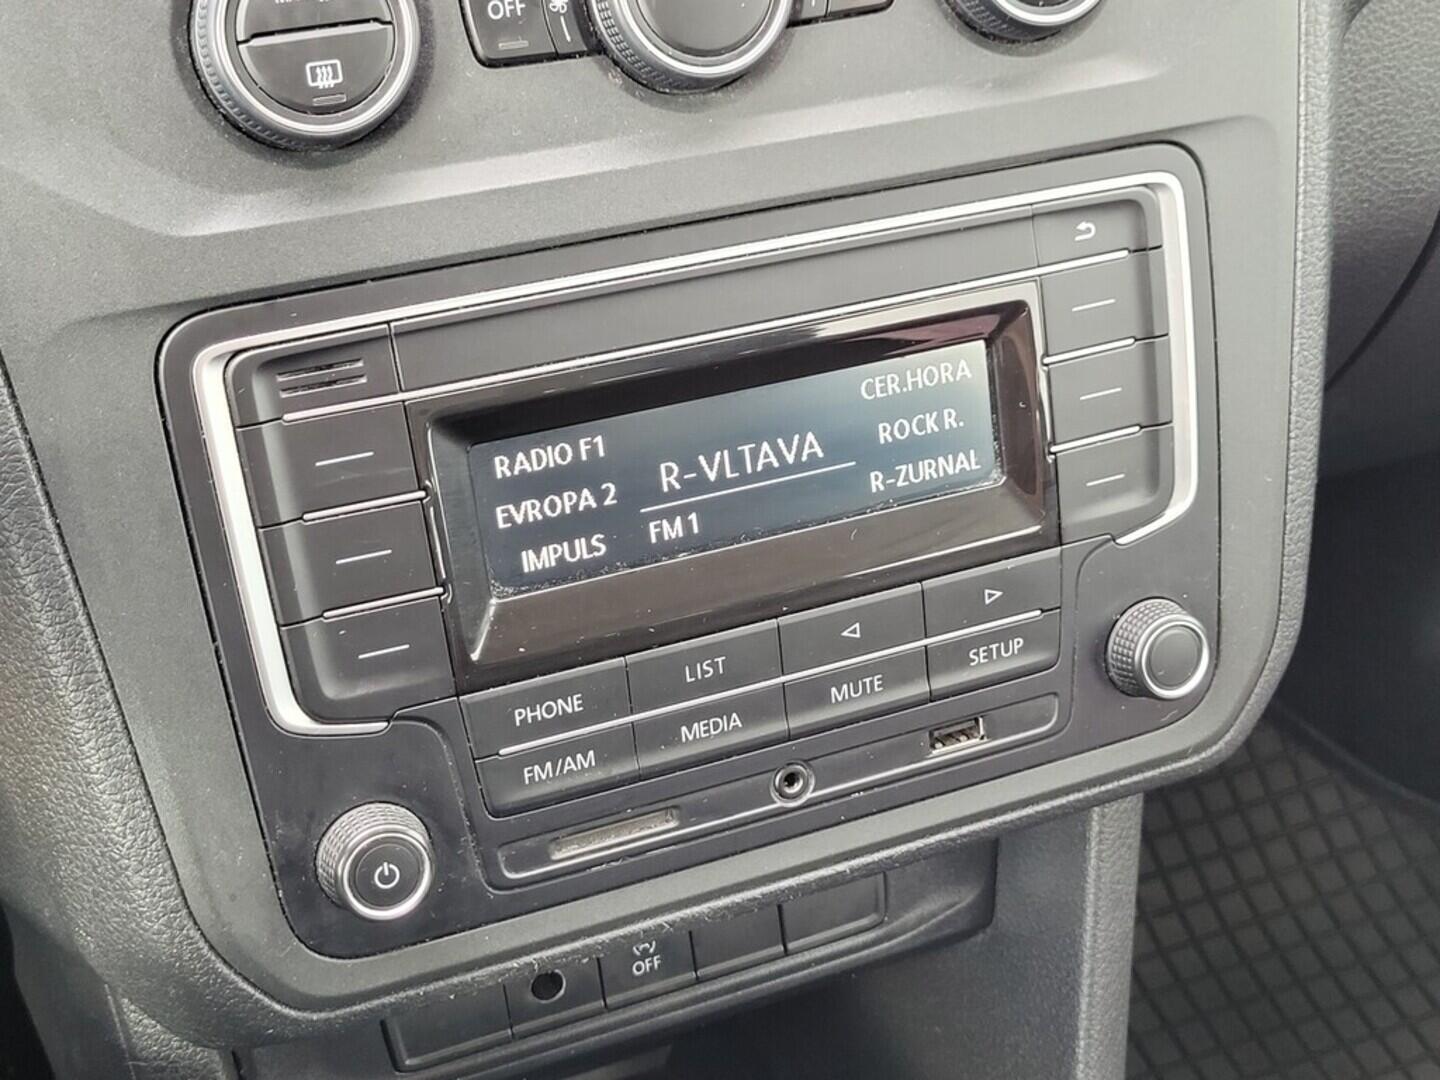 OFF
CER.HORA
RADIO F1
ROCK R.
R-VLTAVA
EVROPA 2
R-ZURNAL
IMPULS
FM 1
PHONE
LIST
MUTE
SETUP
FM/AM
MEDIA
OFF